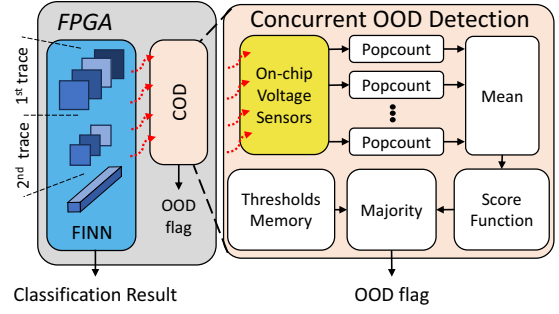 FPGA
1st trace
2nd trace
FINN
COD
OOD
flag
Classification Result
Concurrent OOD Detection
On-chip
Voltage
Sensors
Popcount
Popcount
Popcount
Mean
Thresholds
Memory
Majority
Score
Function
OOD flag